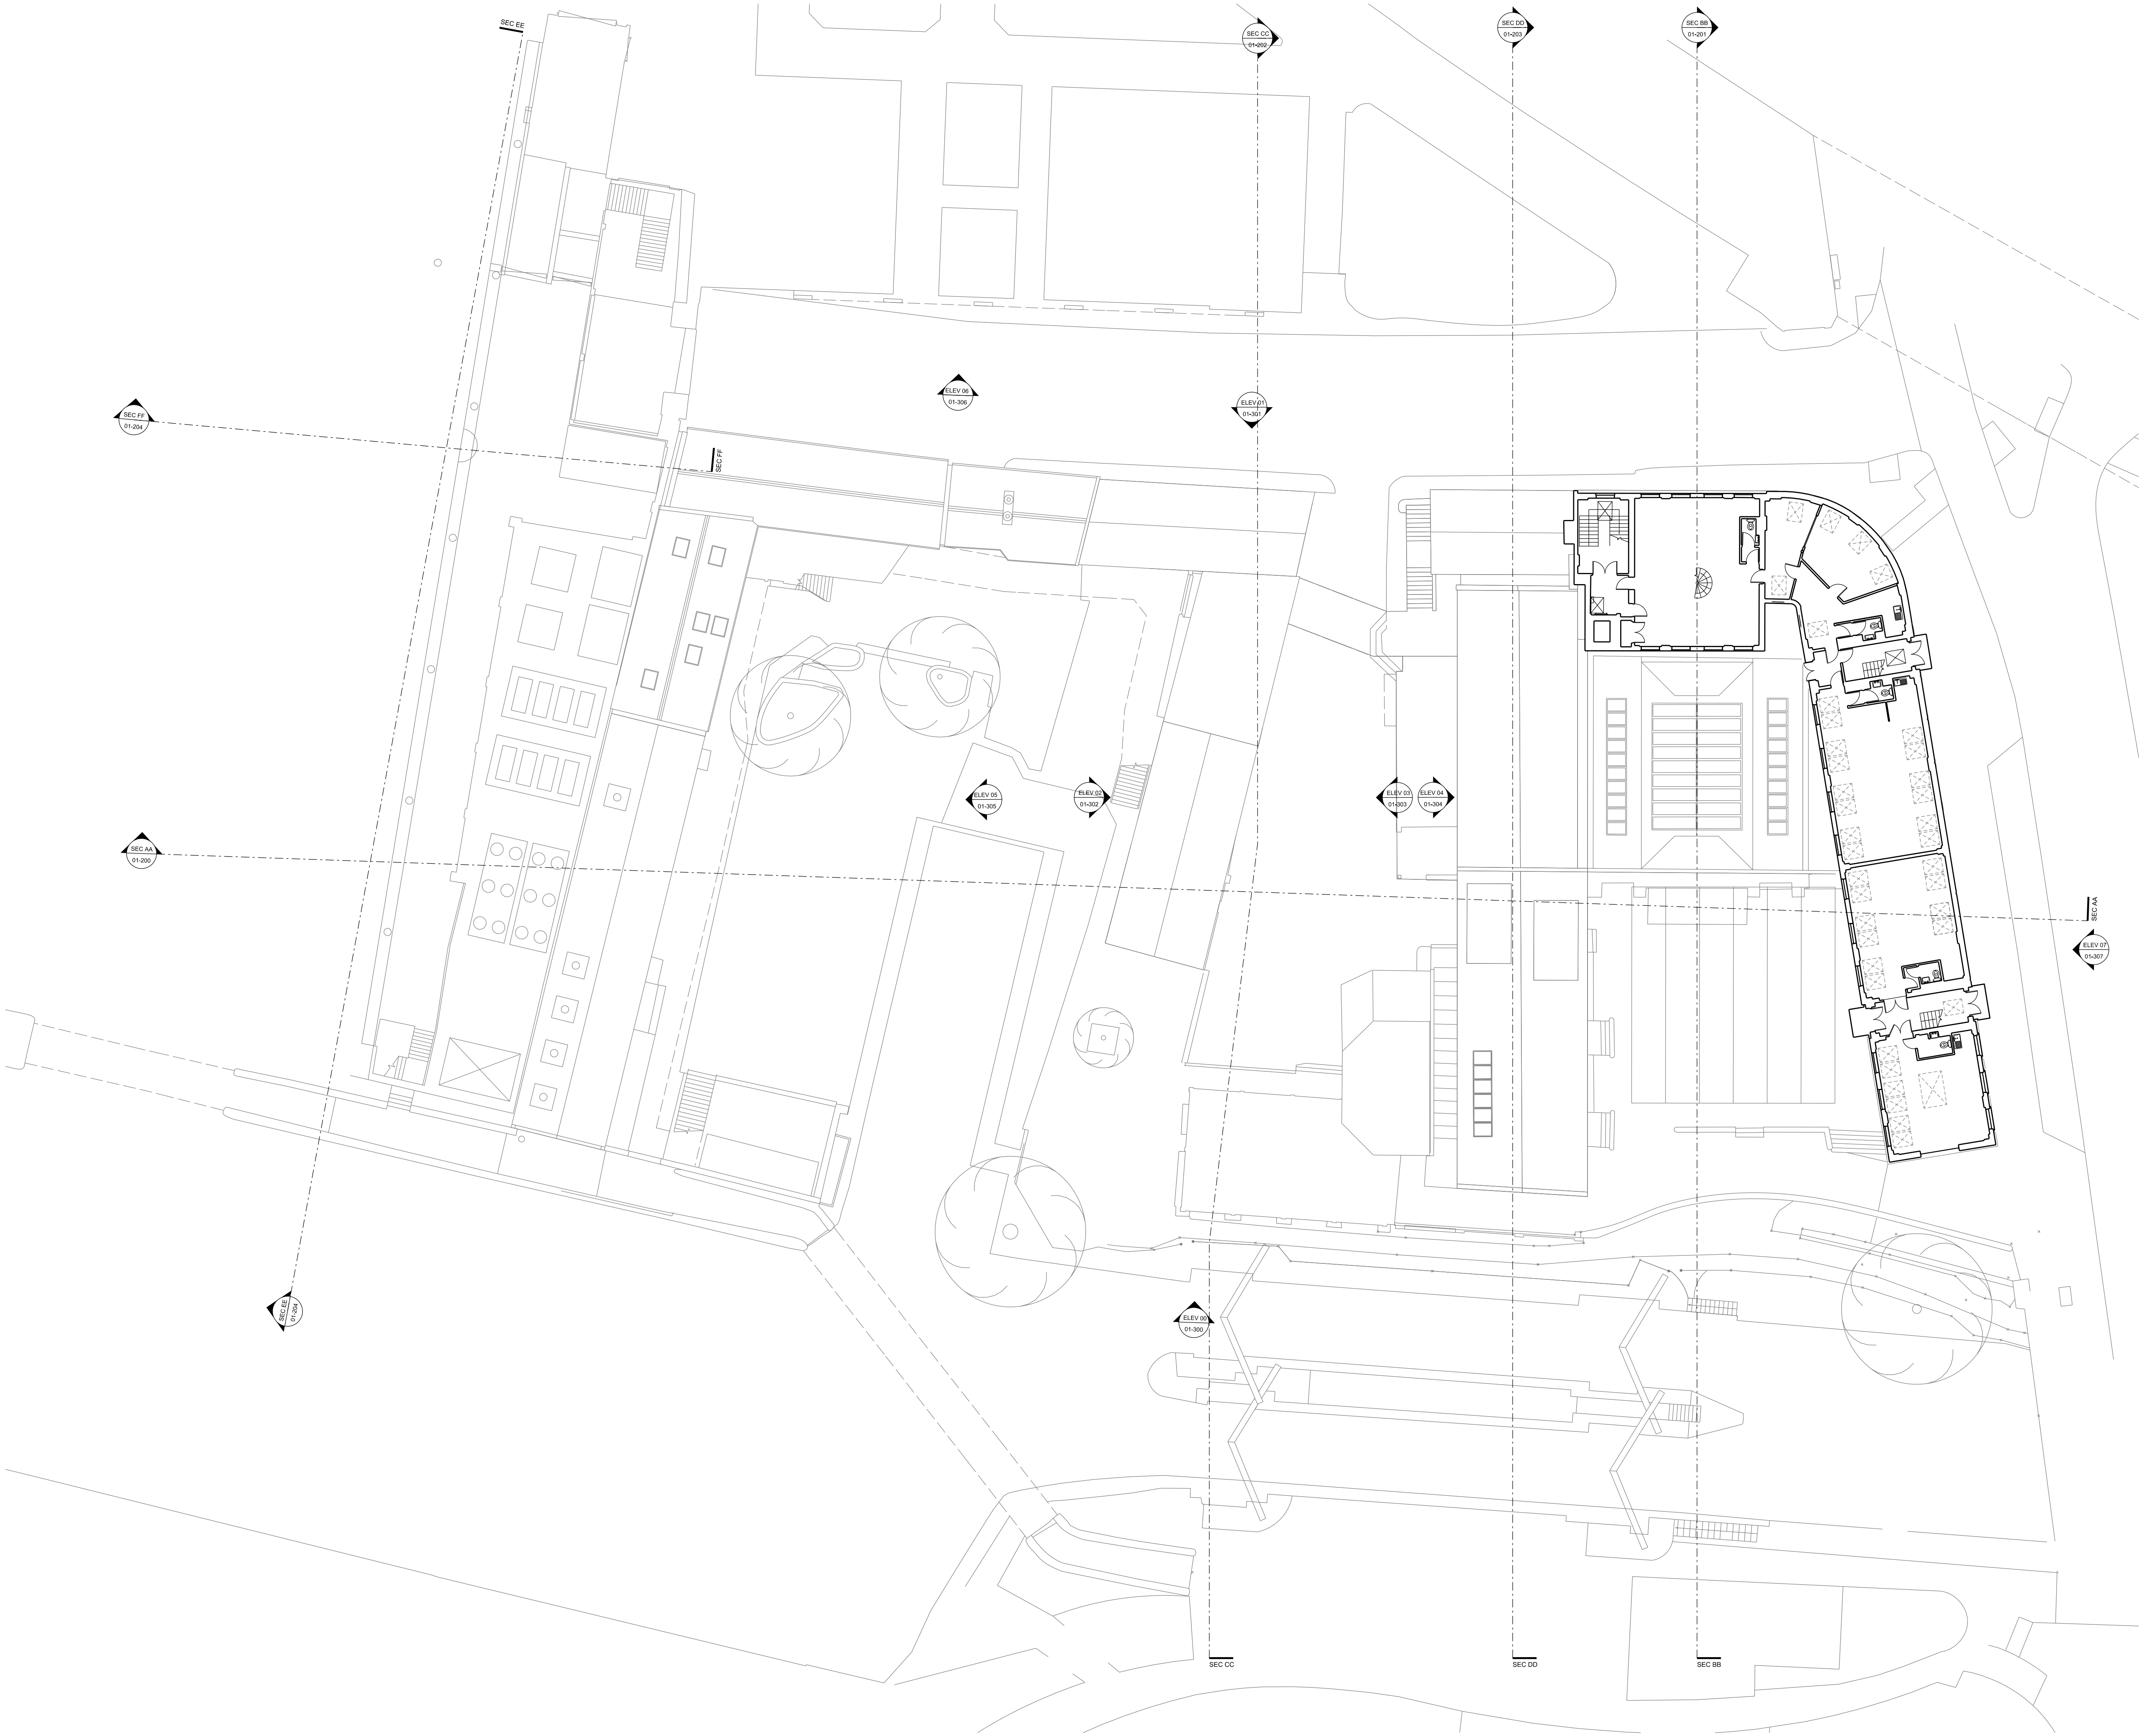 SEC EE
SEC CC
01-202
SEC DD
01-203
SEC BB
01-201
ELEV 06
01-306
ELEV 01
01-301
SEC FF
01-204
SEC FF
ELEV 05
01-305
ELEV 02
01-302
ELEV 03
01-303
ELEV 04
01-304
SEC AA
01-200
SEC AA
ELEV 07
01-307
SEC EE
01-204
ELEV 00
01-300
SEC CC
SEC DD
SEC BB